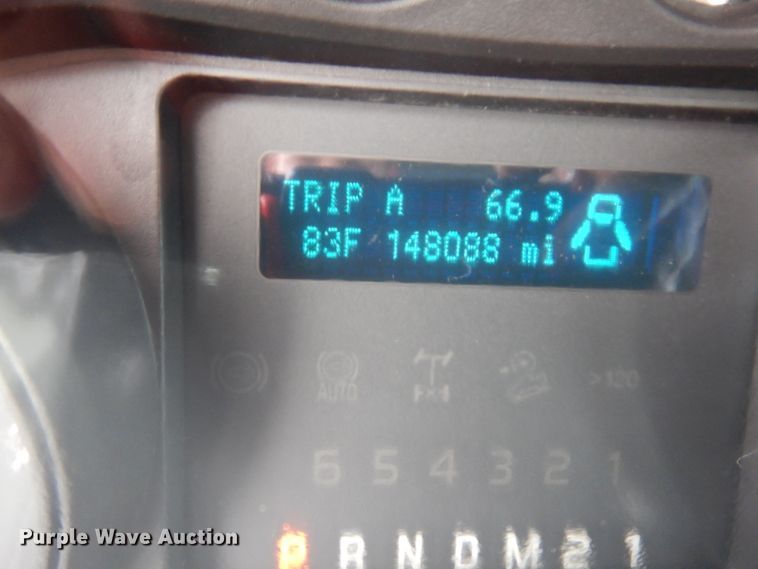 TRIP A 66.9
83F 148088 mi
AUTO >120
6 5 4 3 2 1
P R N D M 2 1
Purple Wave Auction